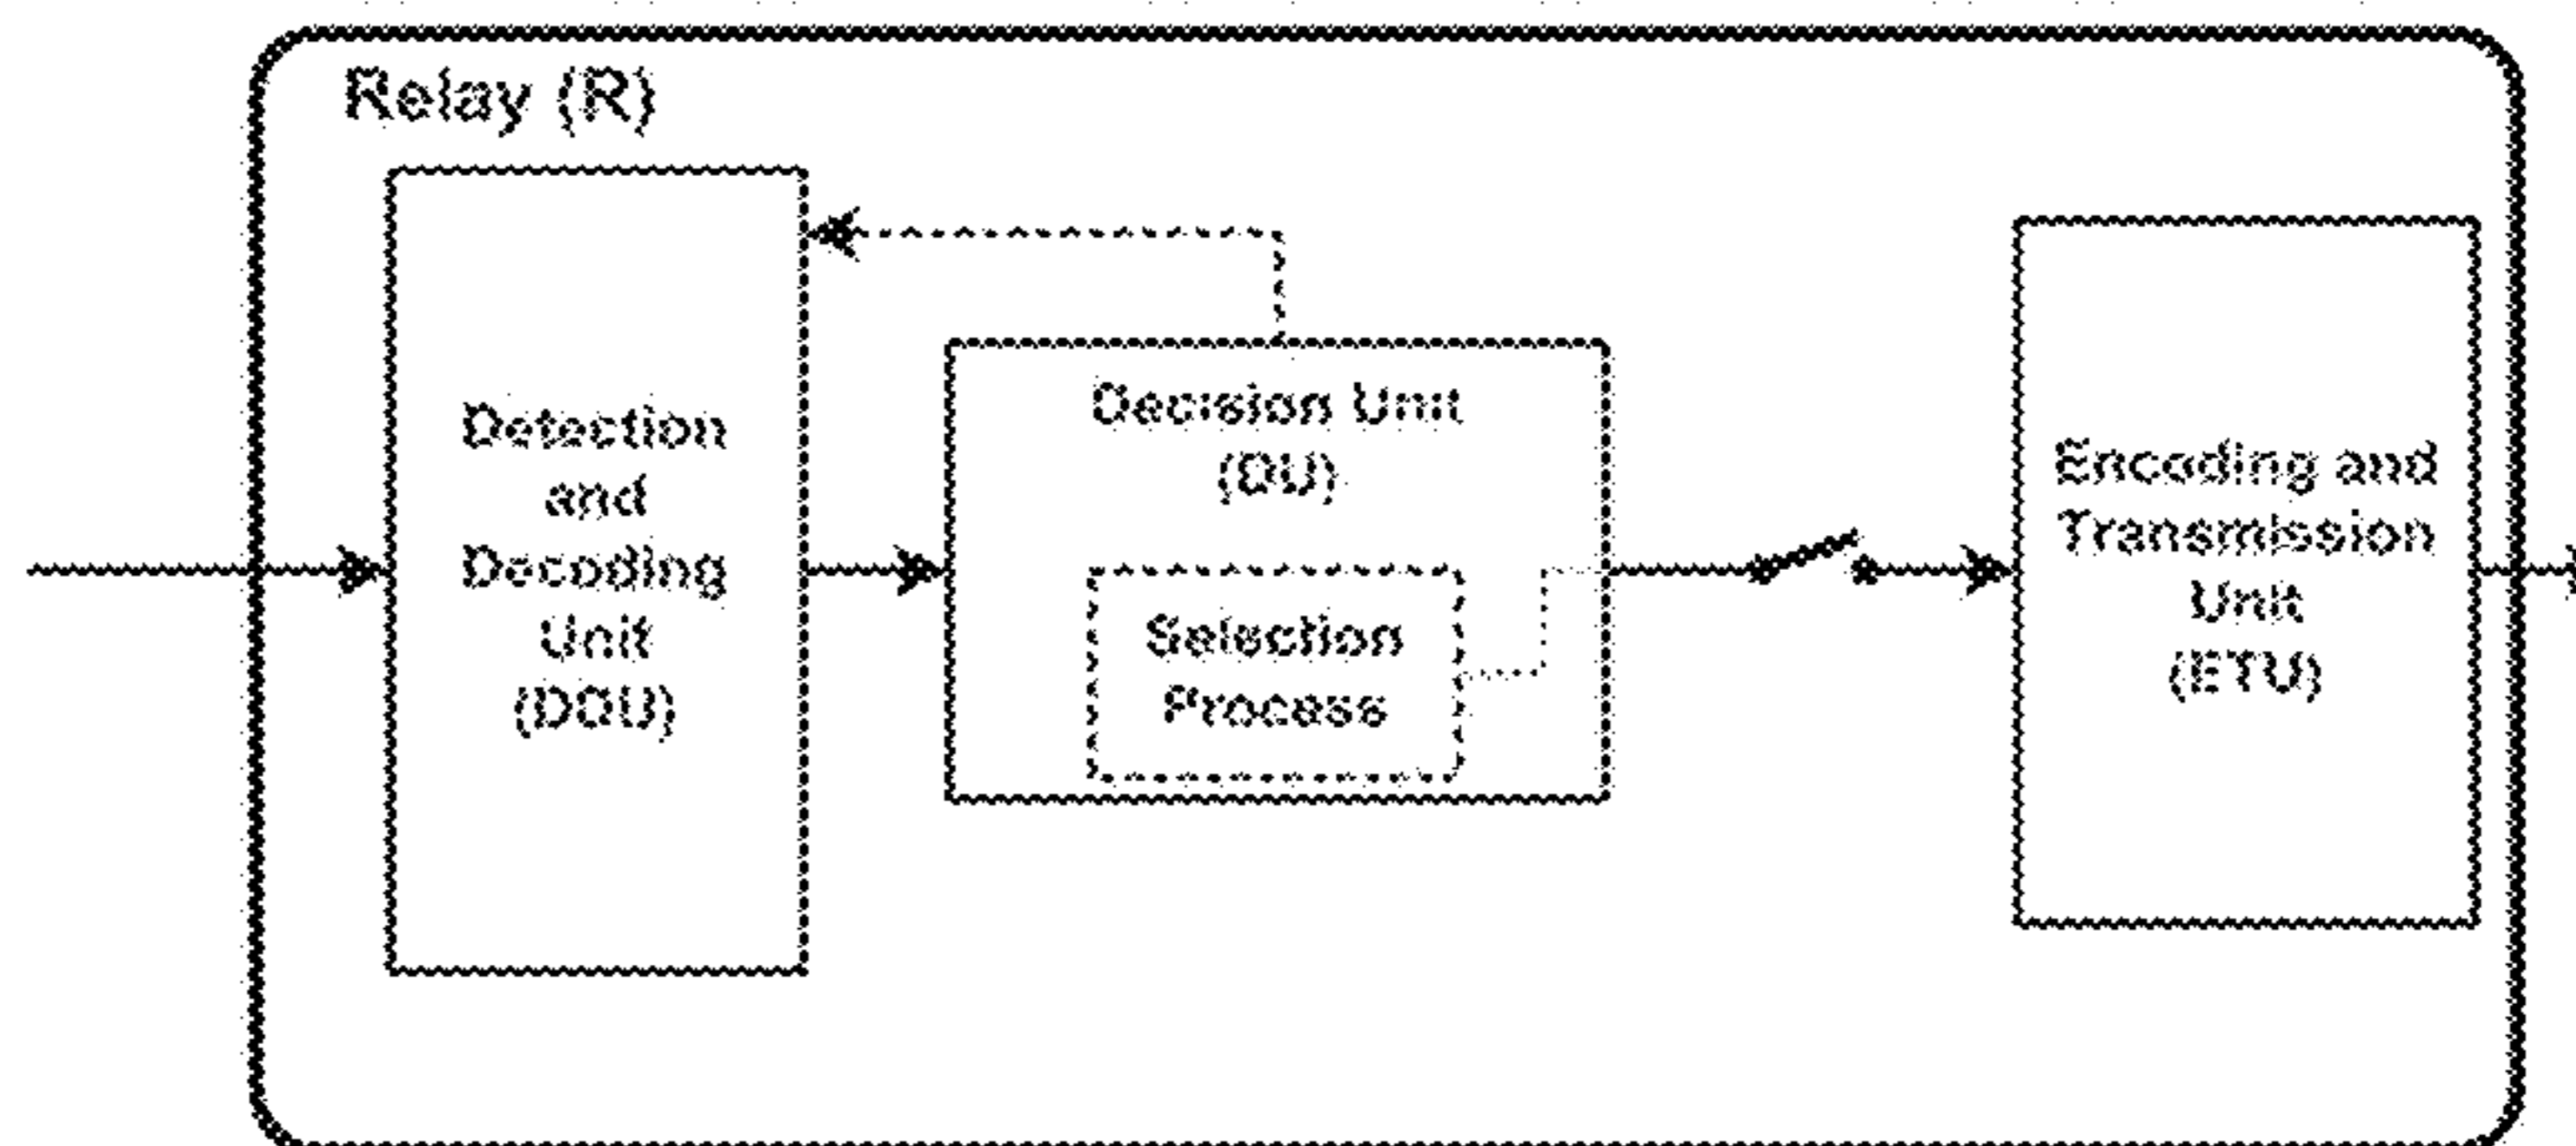 Relay (R)
Detection
and
Decoding
Unit
(DDU)
Decision Unit
(DU)
Selection
Process
Encoding and
Transmission
Unit
(ETU)